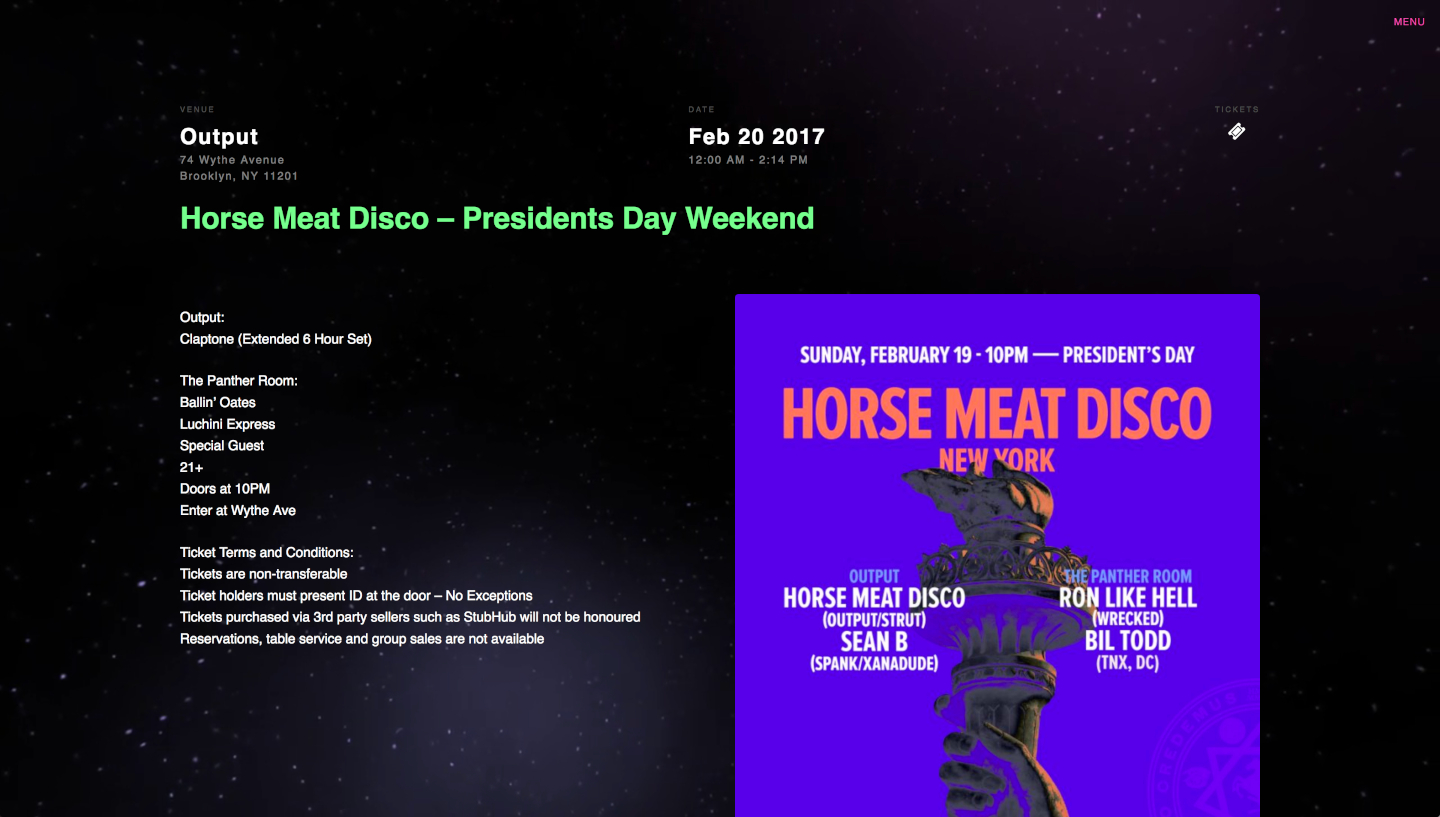 MENU
VENUE
DATE
TICKETS
Output
Feb 20 2017
74 Wythe Avenue
12:00 AM - 2:14 PM
Brooklyn, NY 11201
Horse Meat Disco – Presidents Day Weekend
Output:
Claptone (Extended 6 Hour Set)
The Panther Room:
Ballin’ Oates
Luchini Express
Special Guest
21+
Doors at 10PM
Enter at Wythe Ave
Ticket Terms and Conditions:
Tickets are non-transferable
Ticket holders must present ID at the door – No Exceptions
Tickets purchased via 3rd party sellers such as StubHub will not be honoured
Reservations, table service and group sales are not available
SUNDAY, FEBRUARY 19 - 10PM — PRESIDENT’S DAY
HORSE MEAT DISCO
NEW YORK
OUTPUT
HORSE MEAT DISCO
(OUTPUT/STRUT)
SEAN B
(SPANK/XANADUDE)
THE PANTHER ROOM
RON LIKE HELL
(WRECKED)
BIL TODD
(TNX, DC)
CREDEMUS